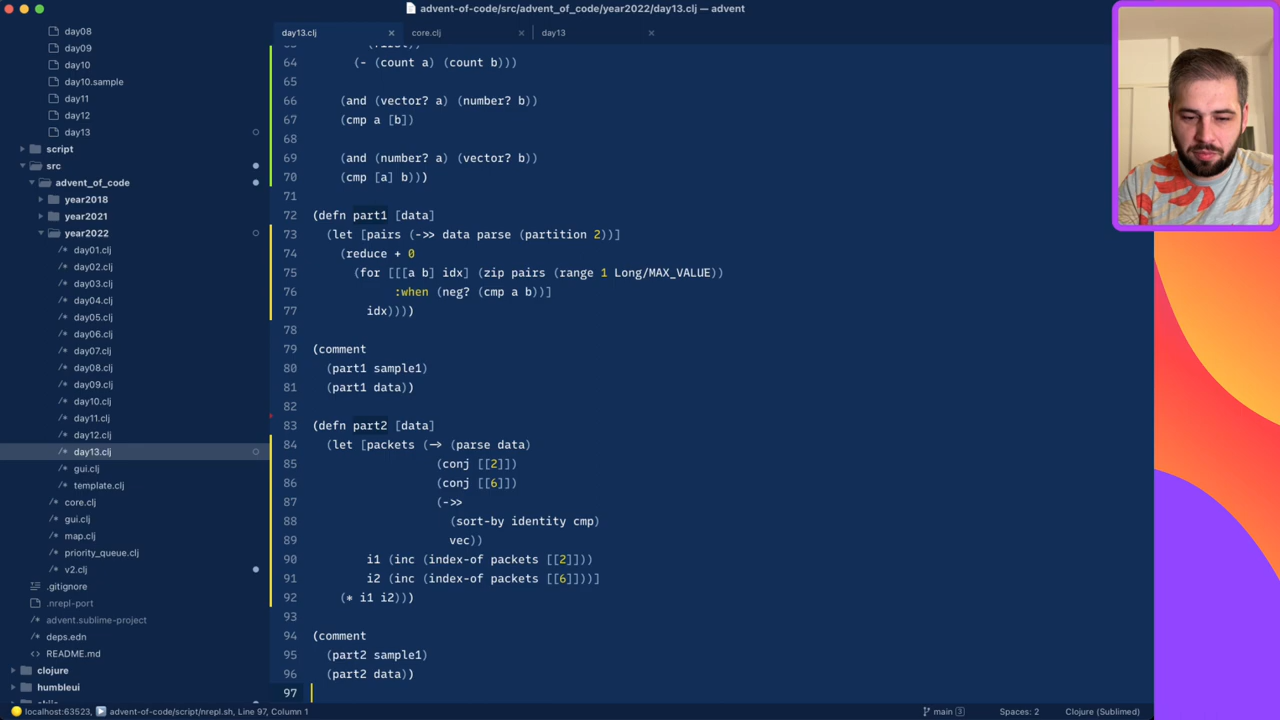 advent-of-code/src/advent_of_code/year2022/day13.clj — advent
day13.clj
core.clj
day13
day08
day09
day10
day10.sample
day11
day12
day13
script
src
advent_of_code
year2018
year2021
year2022
/* day01.clj
/* day02.clj
/* day03.clj
/* day04.clj
/* day05.clj
/* day06.clj
/* day07.clj
/* day08.clj
/* day09.clj
/* day10.clj
/* day11.clj
/* day12.clj
/* day13.clj
/* gui.clj
/* template.clj
/* core.clj
/* gui.clj
/* map.clj
/* priority_queue.clj
/* v2.clj
.gitignore
.nrepl-port
advent.sublime-project
deps.edn
README.md
clojure
humbleui
64 (- (count a) (count b)))
65
66 (and (vector? a) (number? b))
67 (cmp a [b])
68
69 (and (number? a) (vector? b))
70 (cmp [a] b)))
71
72 (defn part1 [data]
73 (let [pairs (->> data parse (partition 2))]
74 (reduce + 0
75 (for [[[a b] idx] (zip pairs (range 1 Long/MAX_VALUE))
76 :when (neg? (cmp a b))]
77 idx))))
78
79 (comment
80 (part1 sample1)
81 (part1 data))
82
83 (defn part2 [data]
84 (let [packets (-> (parse data)
85 (conj [[2]])
86 (conj [[6]])
87 (->>
88 (sort-by identity cmp)
89 vec))
90 i1 (inc (index-of packets [[2]]))
91 i2 (inc (index-of packets [[6]]))]
92 (* i1 i2)))
93
94 (comment
95 (part2 sample1)
96 (part2 data))
97
localhost:63523, advent-of-code/script/nrepl.sh, Line 97, Column 1
main 3
Spaces: 2
Clojure (Sublimed)